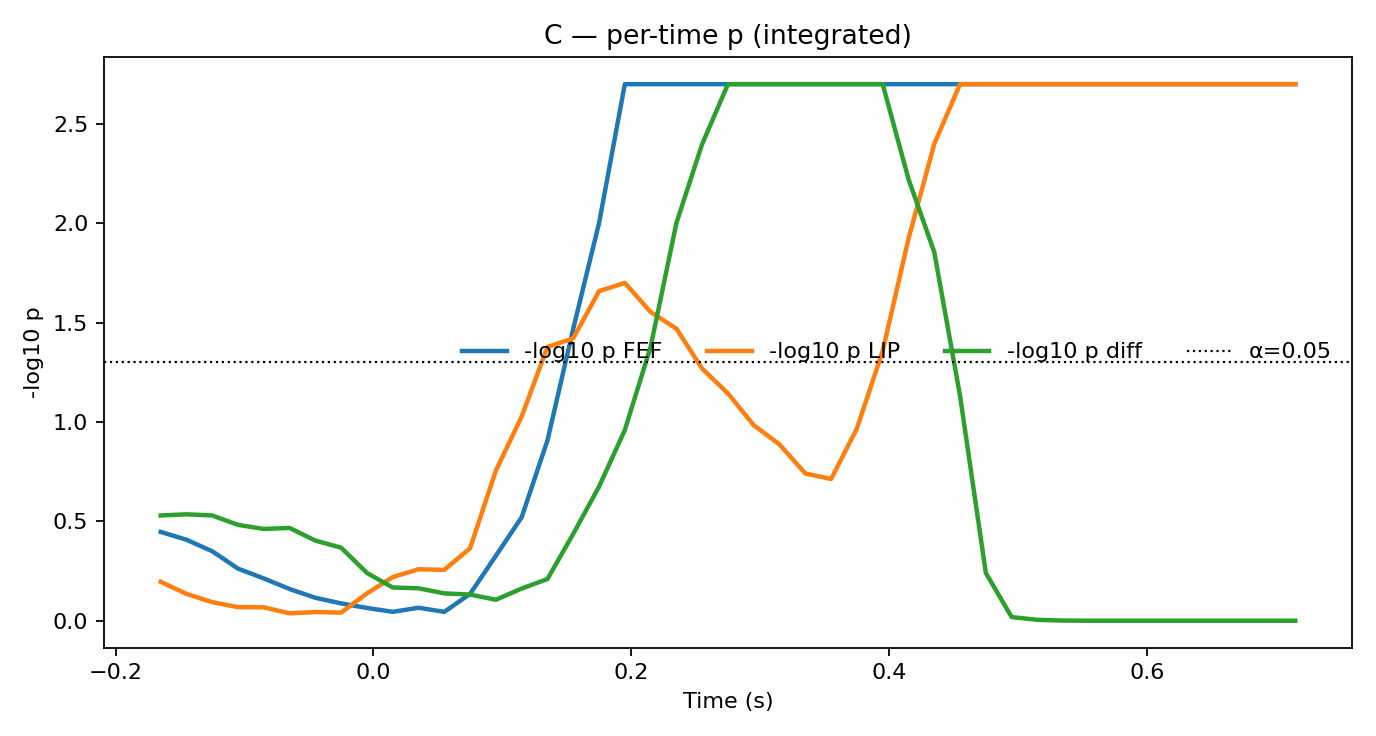 C — per-time p (integrated)
-log10 p
2.5
2.0
1.5
1.0
0.5
0.0
-log10 p FEF -log10 p LIP -log10 p diff α=0.05
−0.2 0.0 0.2 0.4 0.6
Time (s)